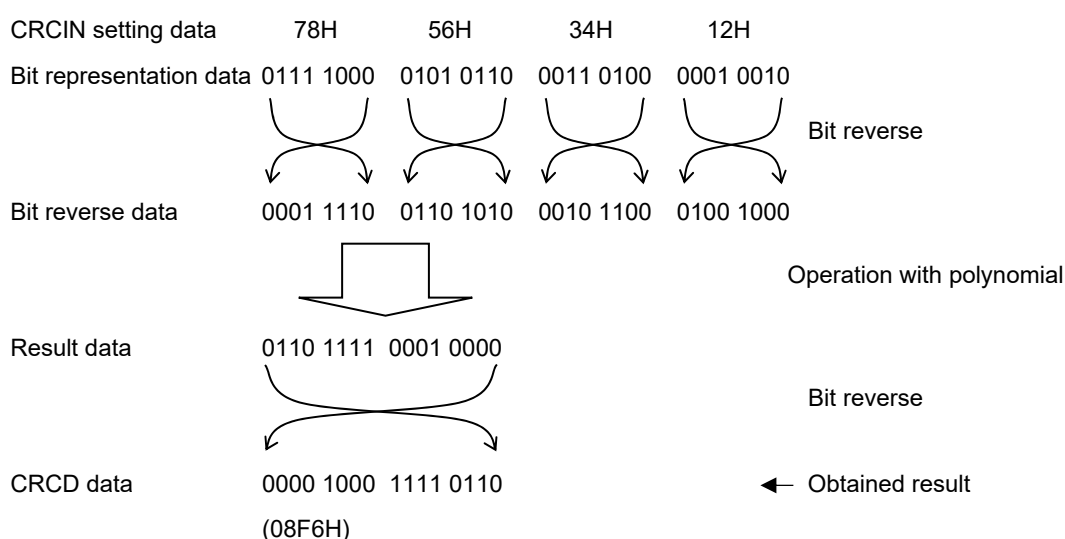 CRCIN setting data 78H 56H 34H 12H
Bit representation data 0111 1000 0101 0110 0011 0100 0001 0010
Bit reverse
Bit reverse data 0001 1110 0110 1010 0010 1100 0100 1000
Operation with polynomial
Result data 0110 1111 0001 0000
Bit reverse
CRCD data 0000 1000 1111 0110 Obtained result
(08F6H)